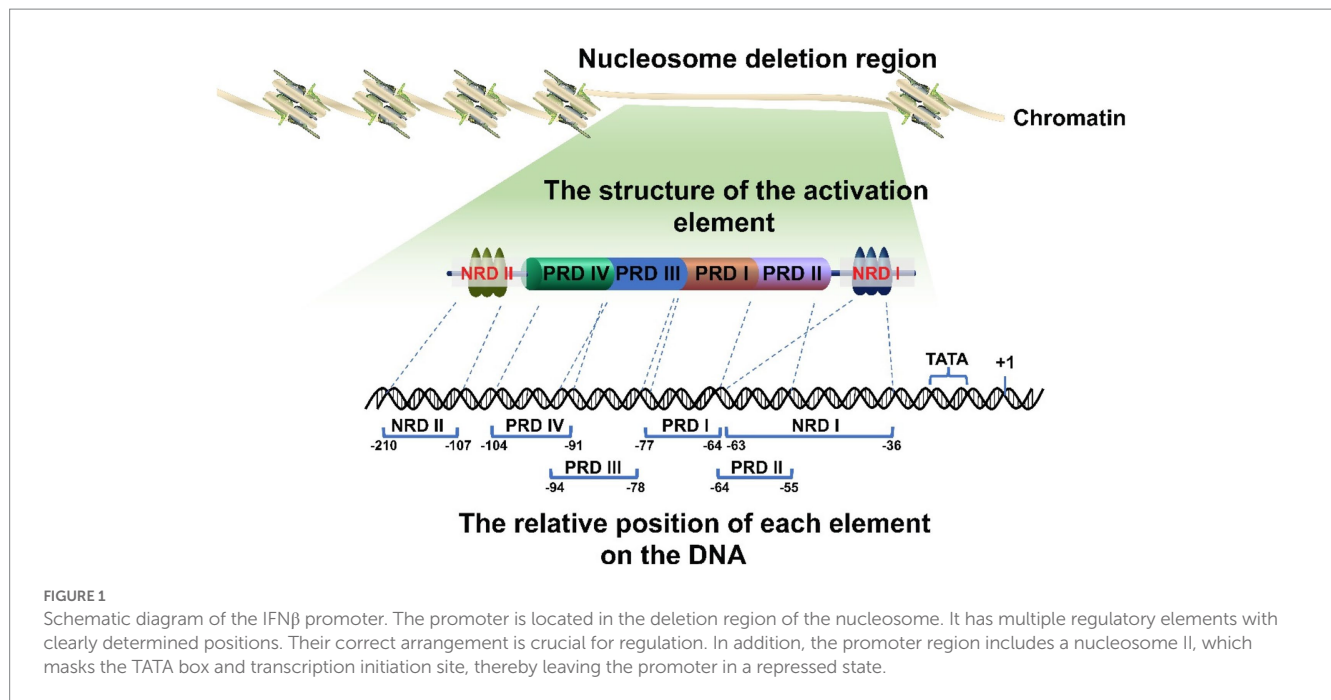 Nucleosome deletion region
Chromatin
The structure of the activation
element
NRD II PRD IV PRD III PRD I PRD II NRD I
TATA +1
NRD II PRD IV PRD I NRD I
-210 -107 -104 -91 -77 -64 -63 -36
PRD III PRD II
-94 -78 -64 -55
The relative position of each element
on the DNA
FIGURE 1
Schematic diagram of the IFNβ promoter. The promoter is located in the deletion region of the nucleosome. It has multiple regulatory elements with
clearly determined positions. Their correct arrangement is crucial for regulation. In addition, the promoter region includes a nucleosome II, which
masks the TATA box and transcription initiation site, thereby leaving the promoter in a repressed state.